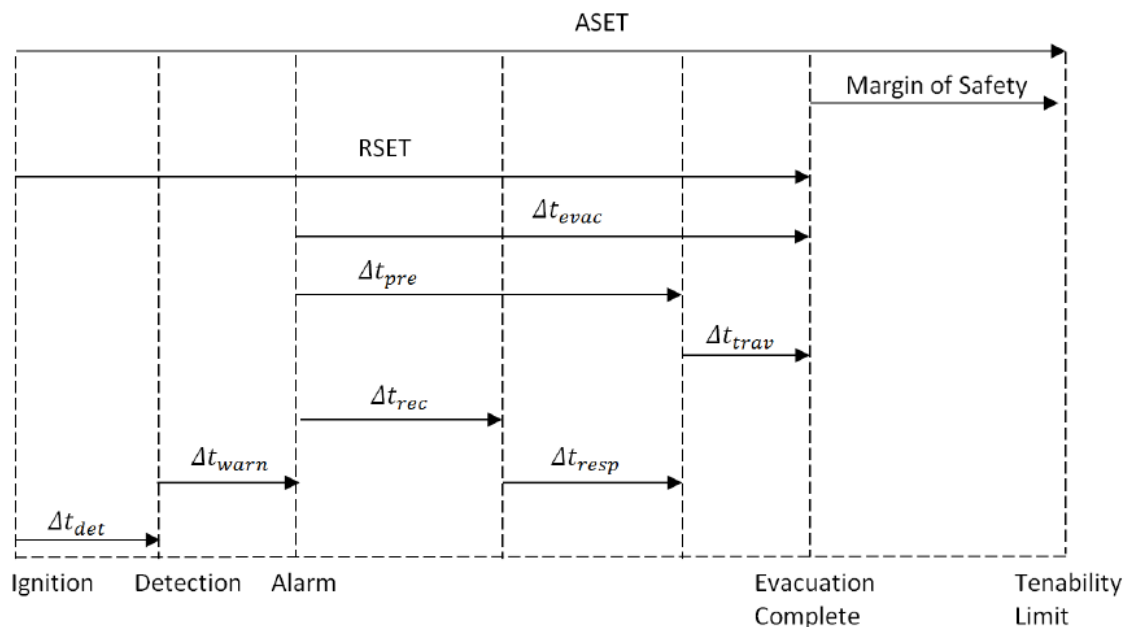 ASET
Margin of Safety
RSET
Δt_evac
Δt_pre
Δt_trav
Δt_rec
Δt_warn
Δt_resp
Δt_det
Ignition Detection Alarm Evacuation Complete Tenability Limit